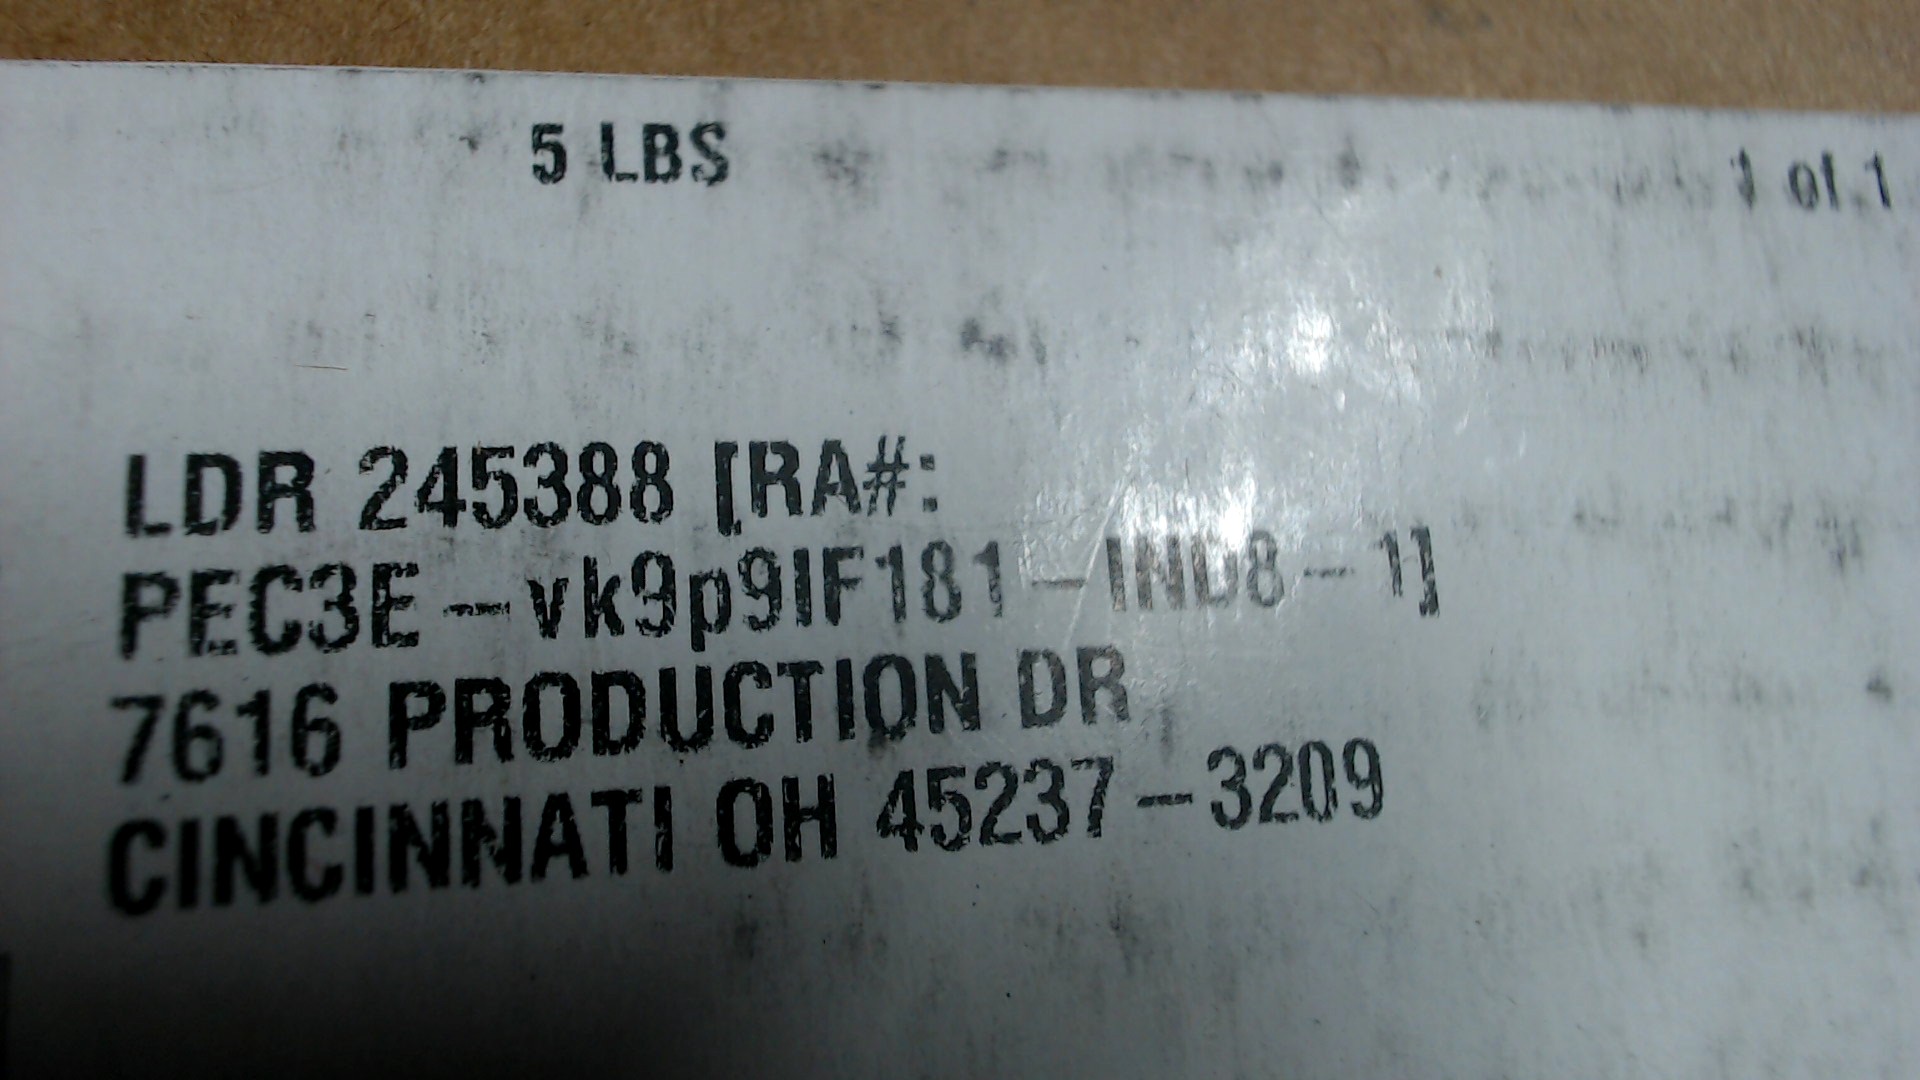 5 LBS 1 of 1
LDR 245388 [RA#:
PEC3E-vk9p9IF181-IND8-1]
7616 PRODUCTION DR
CINCINNATI OH 45237-3209